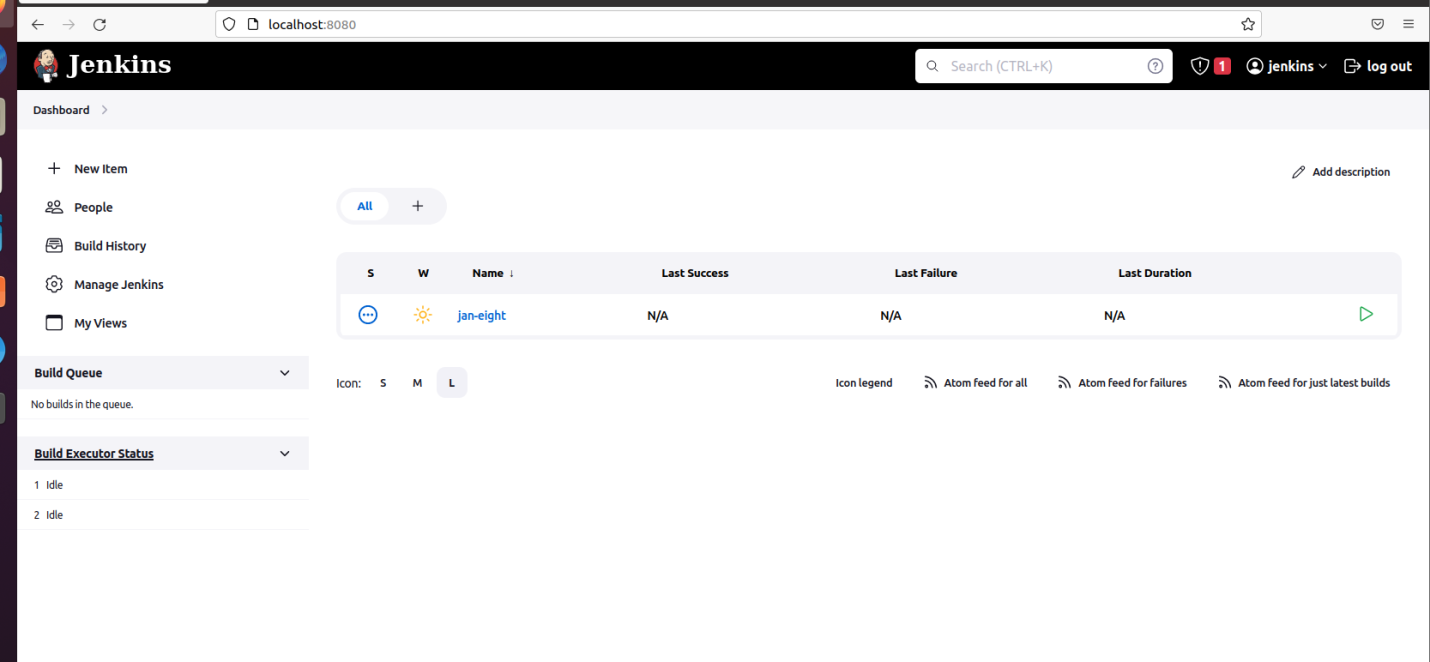 localhost:8080
Jenkins
Search (CTRL+K)
1
jenkins
log out
Dashboard
New Item
People
Build History
Manage Jenkins
My Views
Build Queue
No builds in the queue.
Build Executor Status
1 Idle
2 Idle
Add description
All +
S W Name ↓ Last Success Last Failure Last Duration
jan-eight N/A N/A N/A
Icon: S M L
Icon legend Atom feed for all Atom feed for failures Atom feed for just latest builds